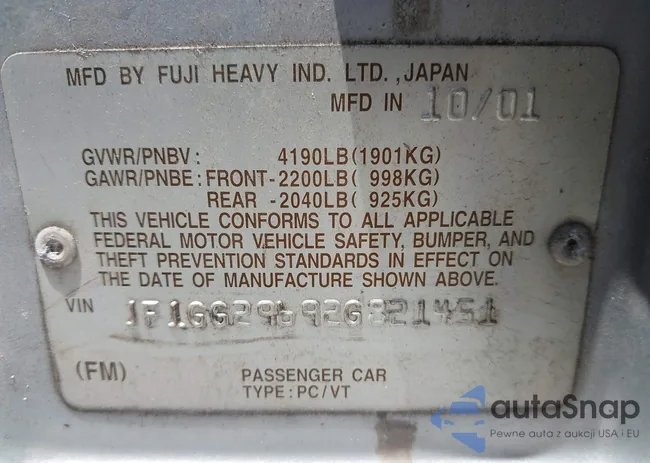 MFD BY FUJI HEAVY IND. LTD., JAPAN
MFD IN 10/01
GVWR/PNBV: 4190LB(1901KG)
GAWR/PNBE: FRONT-2200LB( 998KG)
REAR -2040LB( 925KG)
THIS VEHICLE CONFORMS TO ALL APPLICABLE
FEDERAL MOTOR VEHICLE SAFETY, BUMPER, AND
THEFT PREVENTION STANDARDS IN EFFECT ON
THE DATE OF MANUFACTURE SHOWN ABOVE.
VIN JF1GG29692G821451
(FM) PASSENGER CAR
TYPE: PC/VT
autaSnap
Pewne auta z aukcji USA i EU